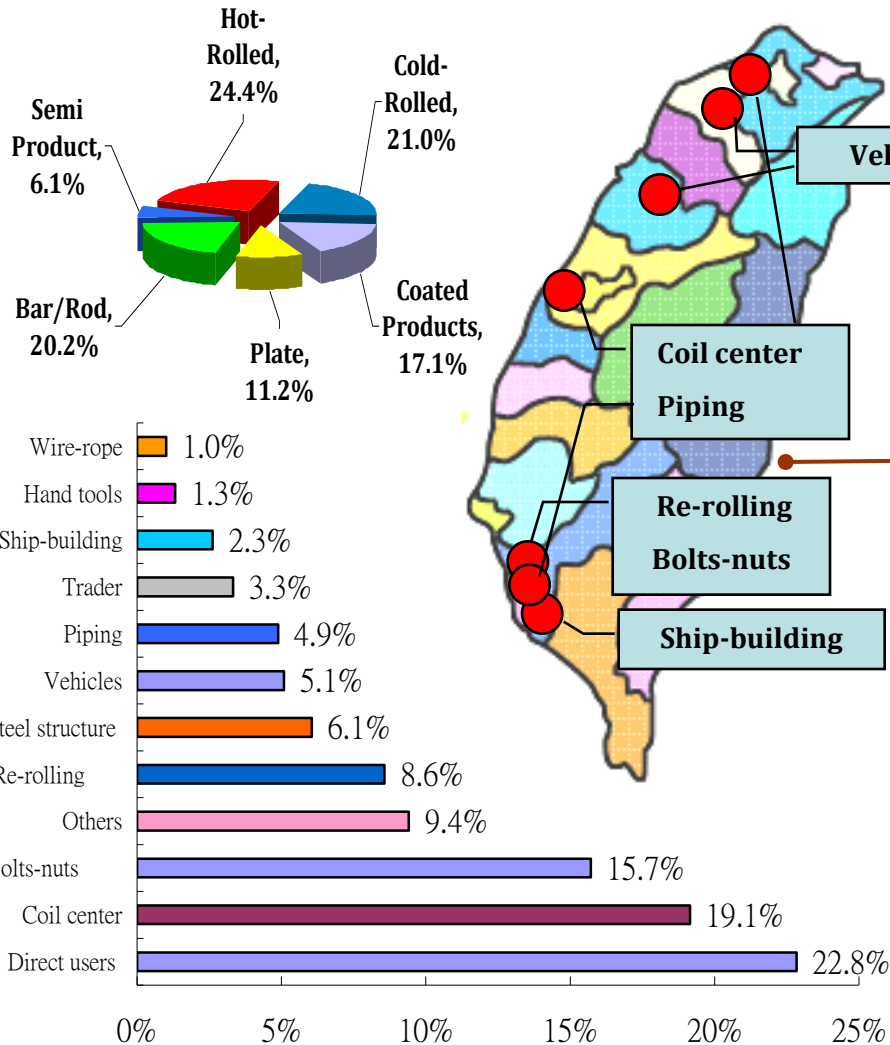 Hot-
Rolled,
24.4%
Cold-
Rolled,
21.0%
Semi
Product,
6.1%
Bar/Rod,
20.2%
Plate,
11.2%
Coated
Products,
17.1%
Vel
Coil center
Piping
Re-rolling
Bolts-nuts
Ship-building
Wire-rope 1.0%
Hand tools 1.3%
Ship-building 2.3%
Trader 3.3%
Piping 4.9%
Vehicles 5.1%
teel structure 6.1%
Re-rolling 8.6%
Others 9.4%
olts-nuts 15.7%
Coil center 19.1%
Direct users 22.8%
0% 5% 10% 15% 20% 25%